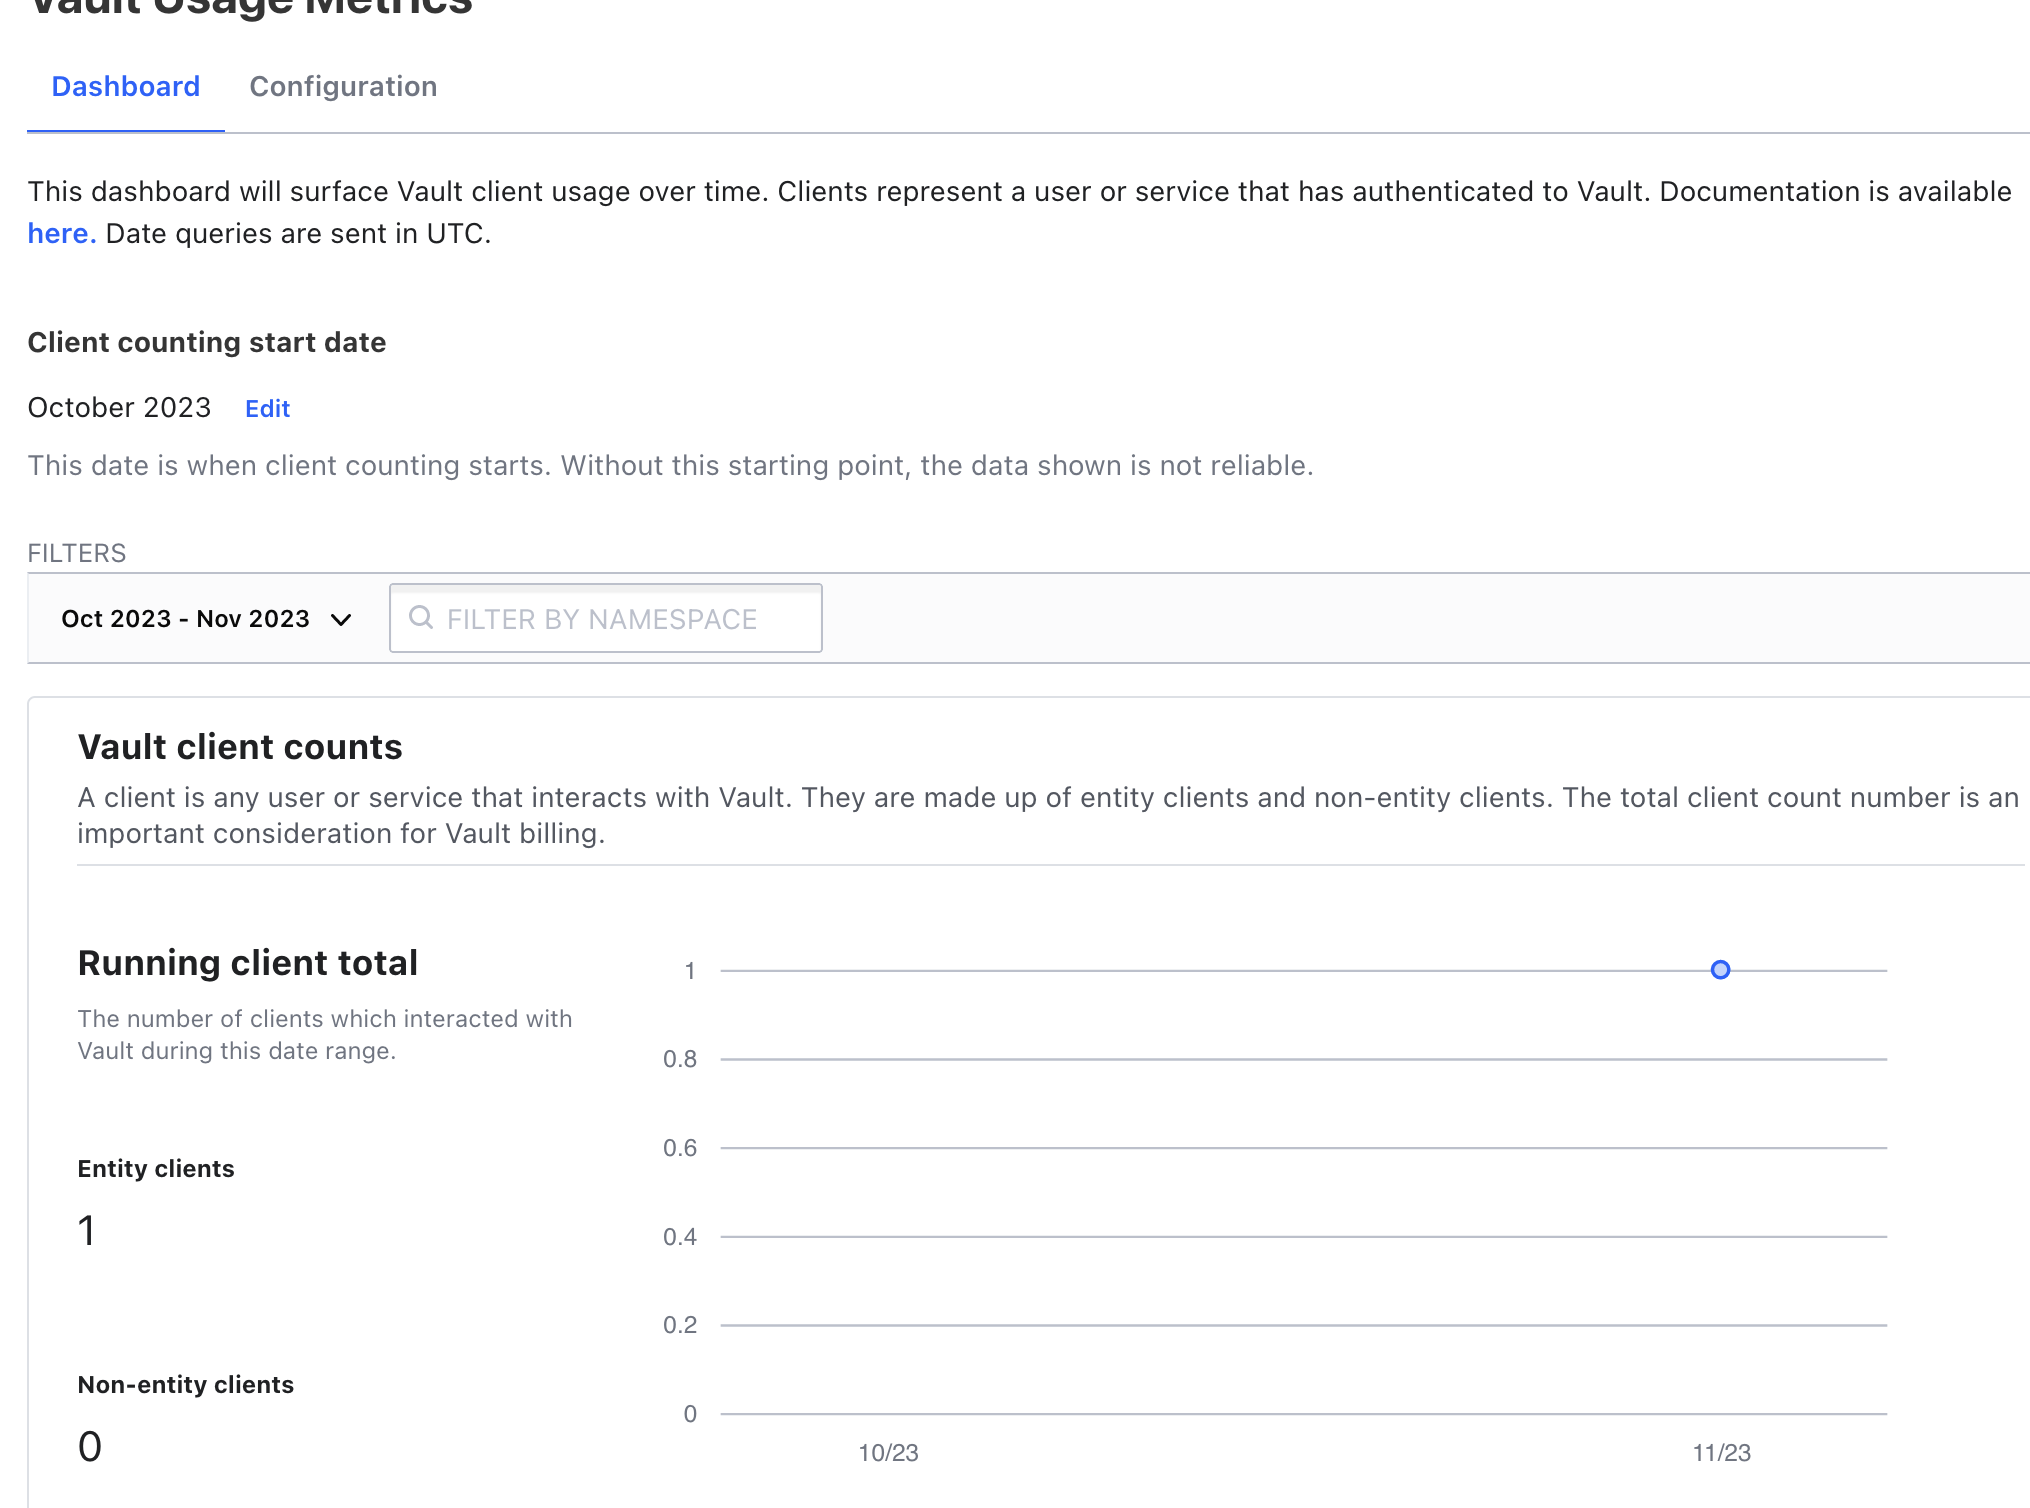 Vault Usage Metrics
Dashboard Configuration
This dashboard will surface Vault client usage over time. Clients represent a user or service that has authenticated to Vault. Documentation is available
here. Date queries are sent in UTC.
Client counting start date
October 2023 Edit
This date is when client counting starts. Without this starting point, the data shown is not reliable.
FILTERS
Oct 2023 - Nov 2023 FILTER BY NAMESPACE
Vault client counts
A client is any user or service that interacts with Vault. They are made up of entity clients and non-entity clients. The total client count number is an
important consideration for Vault billing.
Running client total
The number of clients which interacted with
Vault during this date range.
Entity clients
1
Non-entity clients
0
1
0.8
0.6
0.4
0.2
0
10/23 11/23